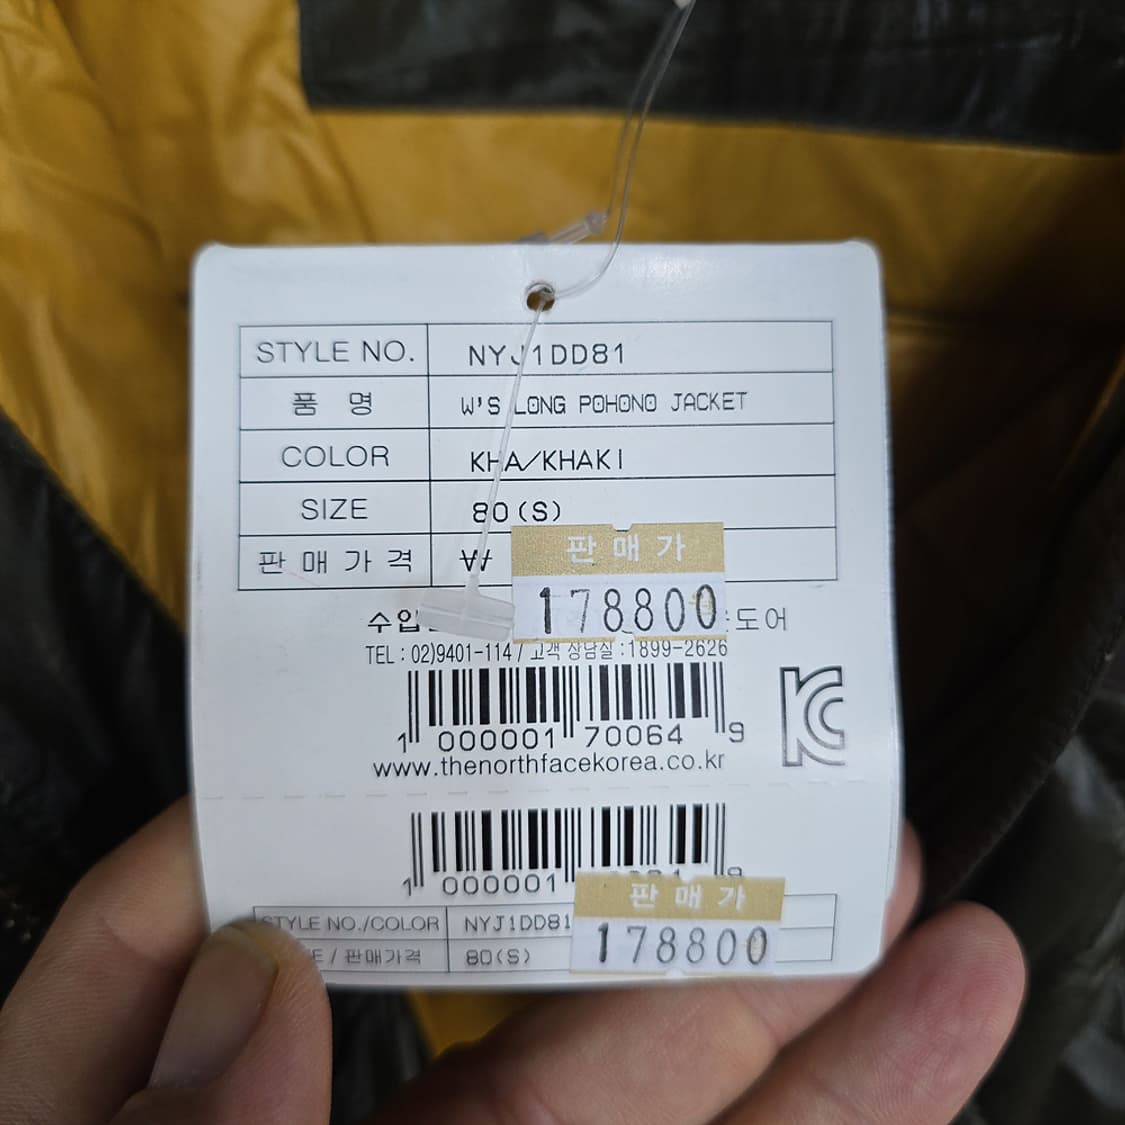 STYLE NO. NYJ1DD81
품 명 W'S LONG POHONO JACKET
COLOR KHA/KHAKI
SIZE 80(S)
판매가격 ₩
판매가
178800
수입 도어
TEL : 02)9401-114 / 고객 상담실 : 1899-2626
1 000001 70064 9
www.thenorthfacekorea.co.kr
1 000001 9
판매가
STYLE NO./COLOR NYJ1DD81
178800
E / 판매가격 80(S)